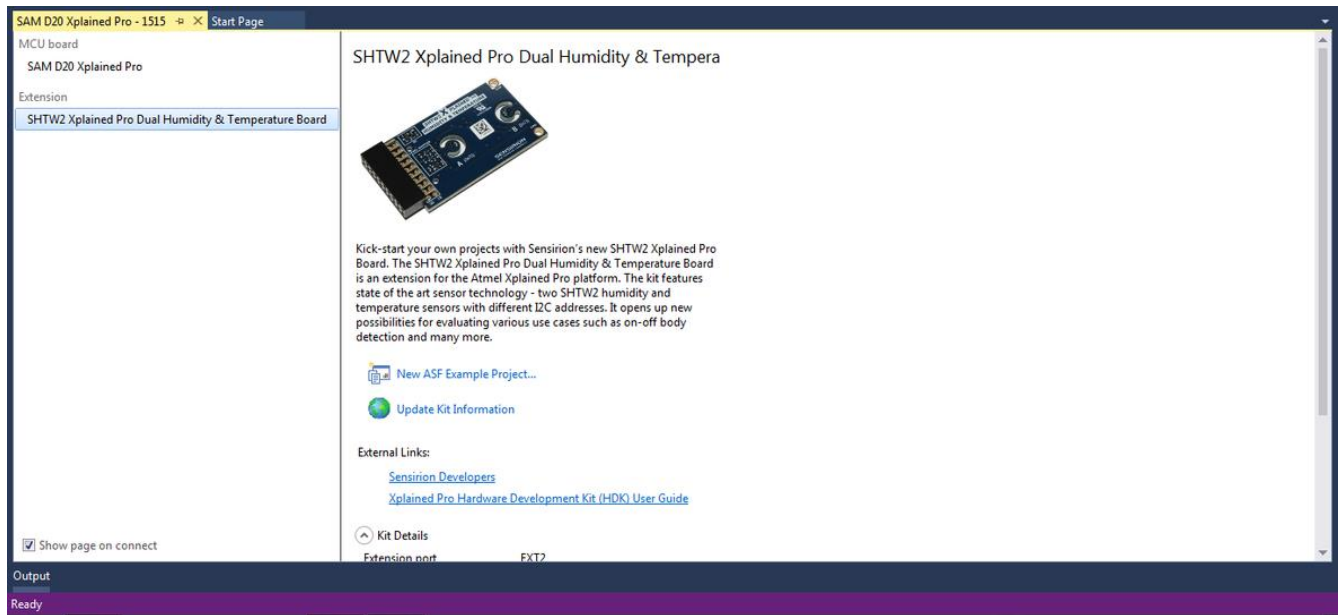 SAM D20 Xplained Pro - 1515
Start Page
MCU board
SAM D20 Xplained Pro
Extension
SHTW2 Xplained Pro Dual Humidity & Temperature Board
Show page on connect
SHTW2 Xplained Pro Dual Humidity & Tempera
SENSIRION
Kick-start your own projects with Sensirion's new SHTW2 Xplained Pro
Board. The SHTW2 Xplained Pro Dual Humidity & Temperature Board
is an extension for the Atmel Xplained Pro platform. The kit features
state of the art sensor technology - two SHTW2 humidity and
temperature sensors with different I2C addresses. It opens up new
possibilities for evaluating various use cases such as on-off body
detection and many more.
New ASF Example Project...
Update Kit Information
External Links:
Sensirion Developers
Xplained Pro Hardware Development Kit (HDK) User Guide
Kit Details
Extension port EXT2
Output
Ready